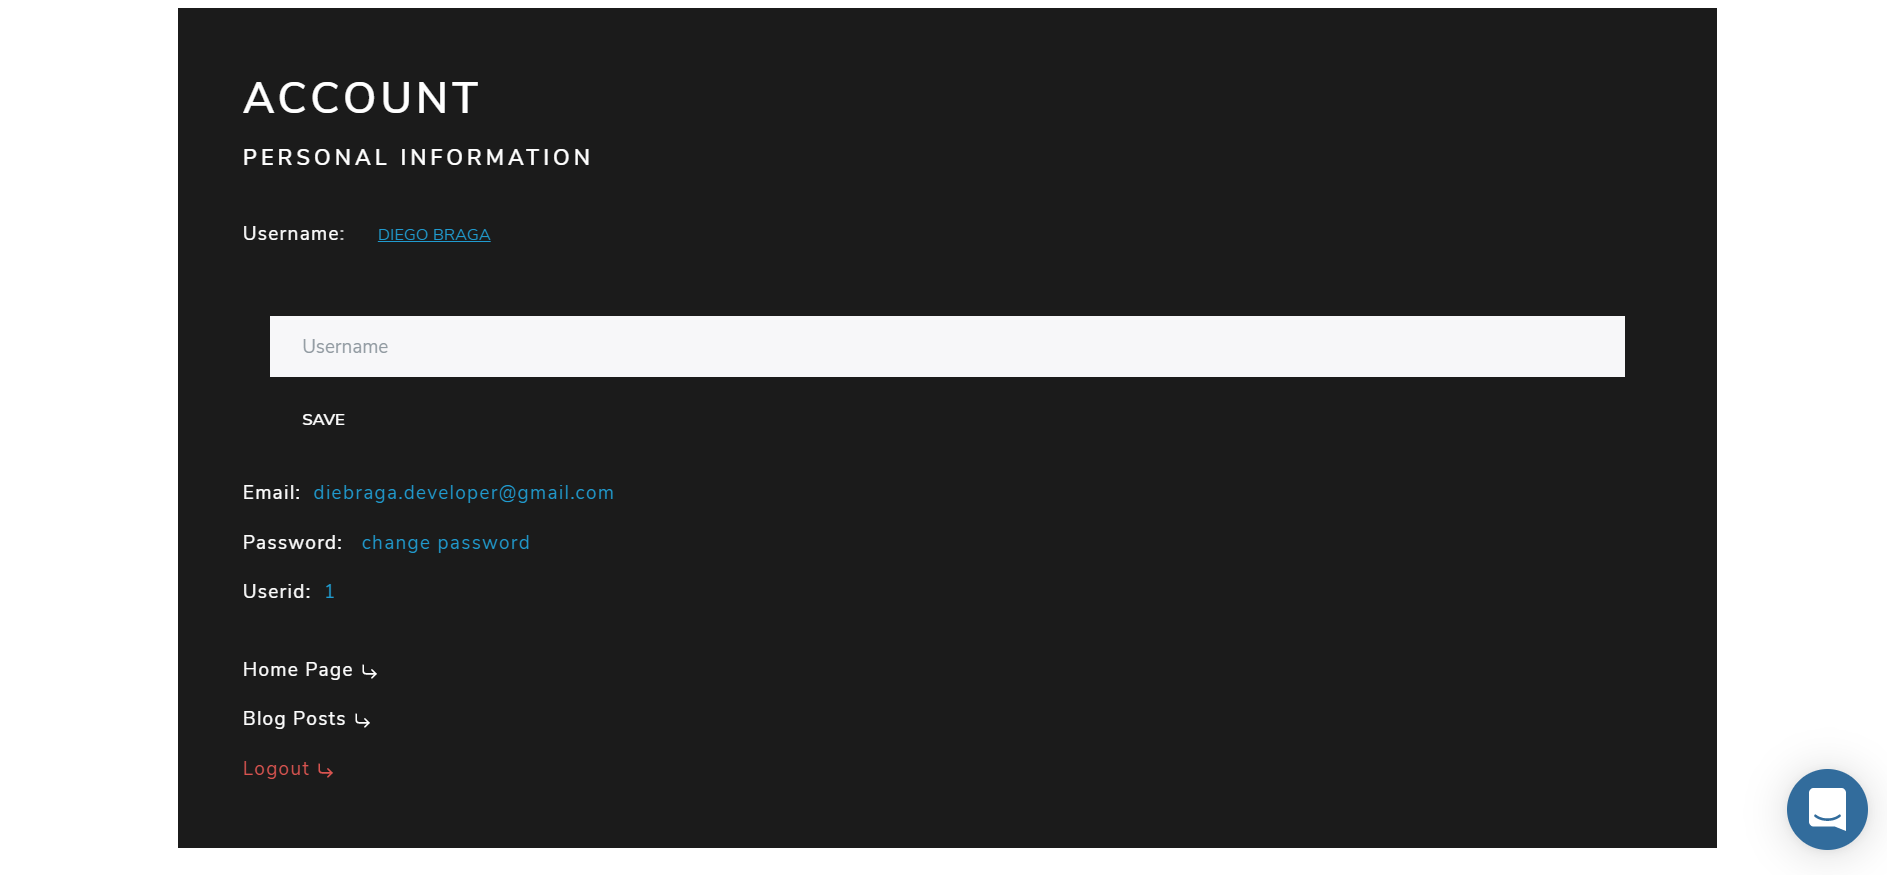 ACCOUNT
PERSONAL INFORMATION
Username: DIEGO BRAGA
Username
SAVE
Email: diebraga.developer@gmail.com
Password: change password
Userid: 1
Home Page
Blog Posts
Logout